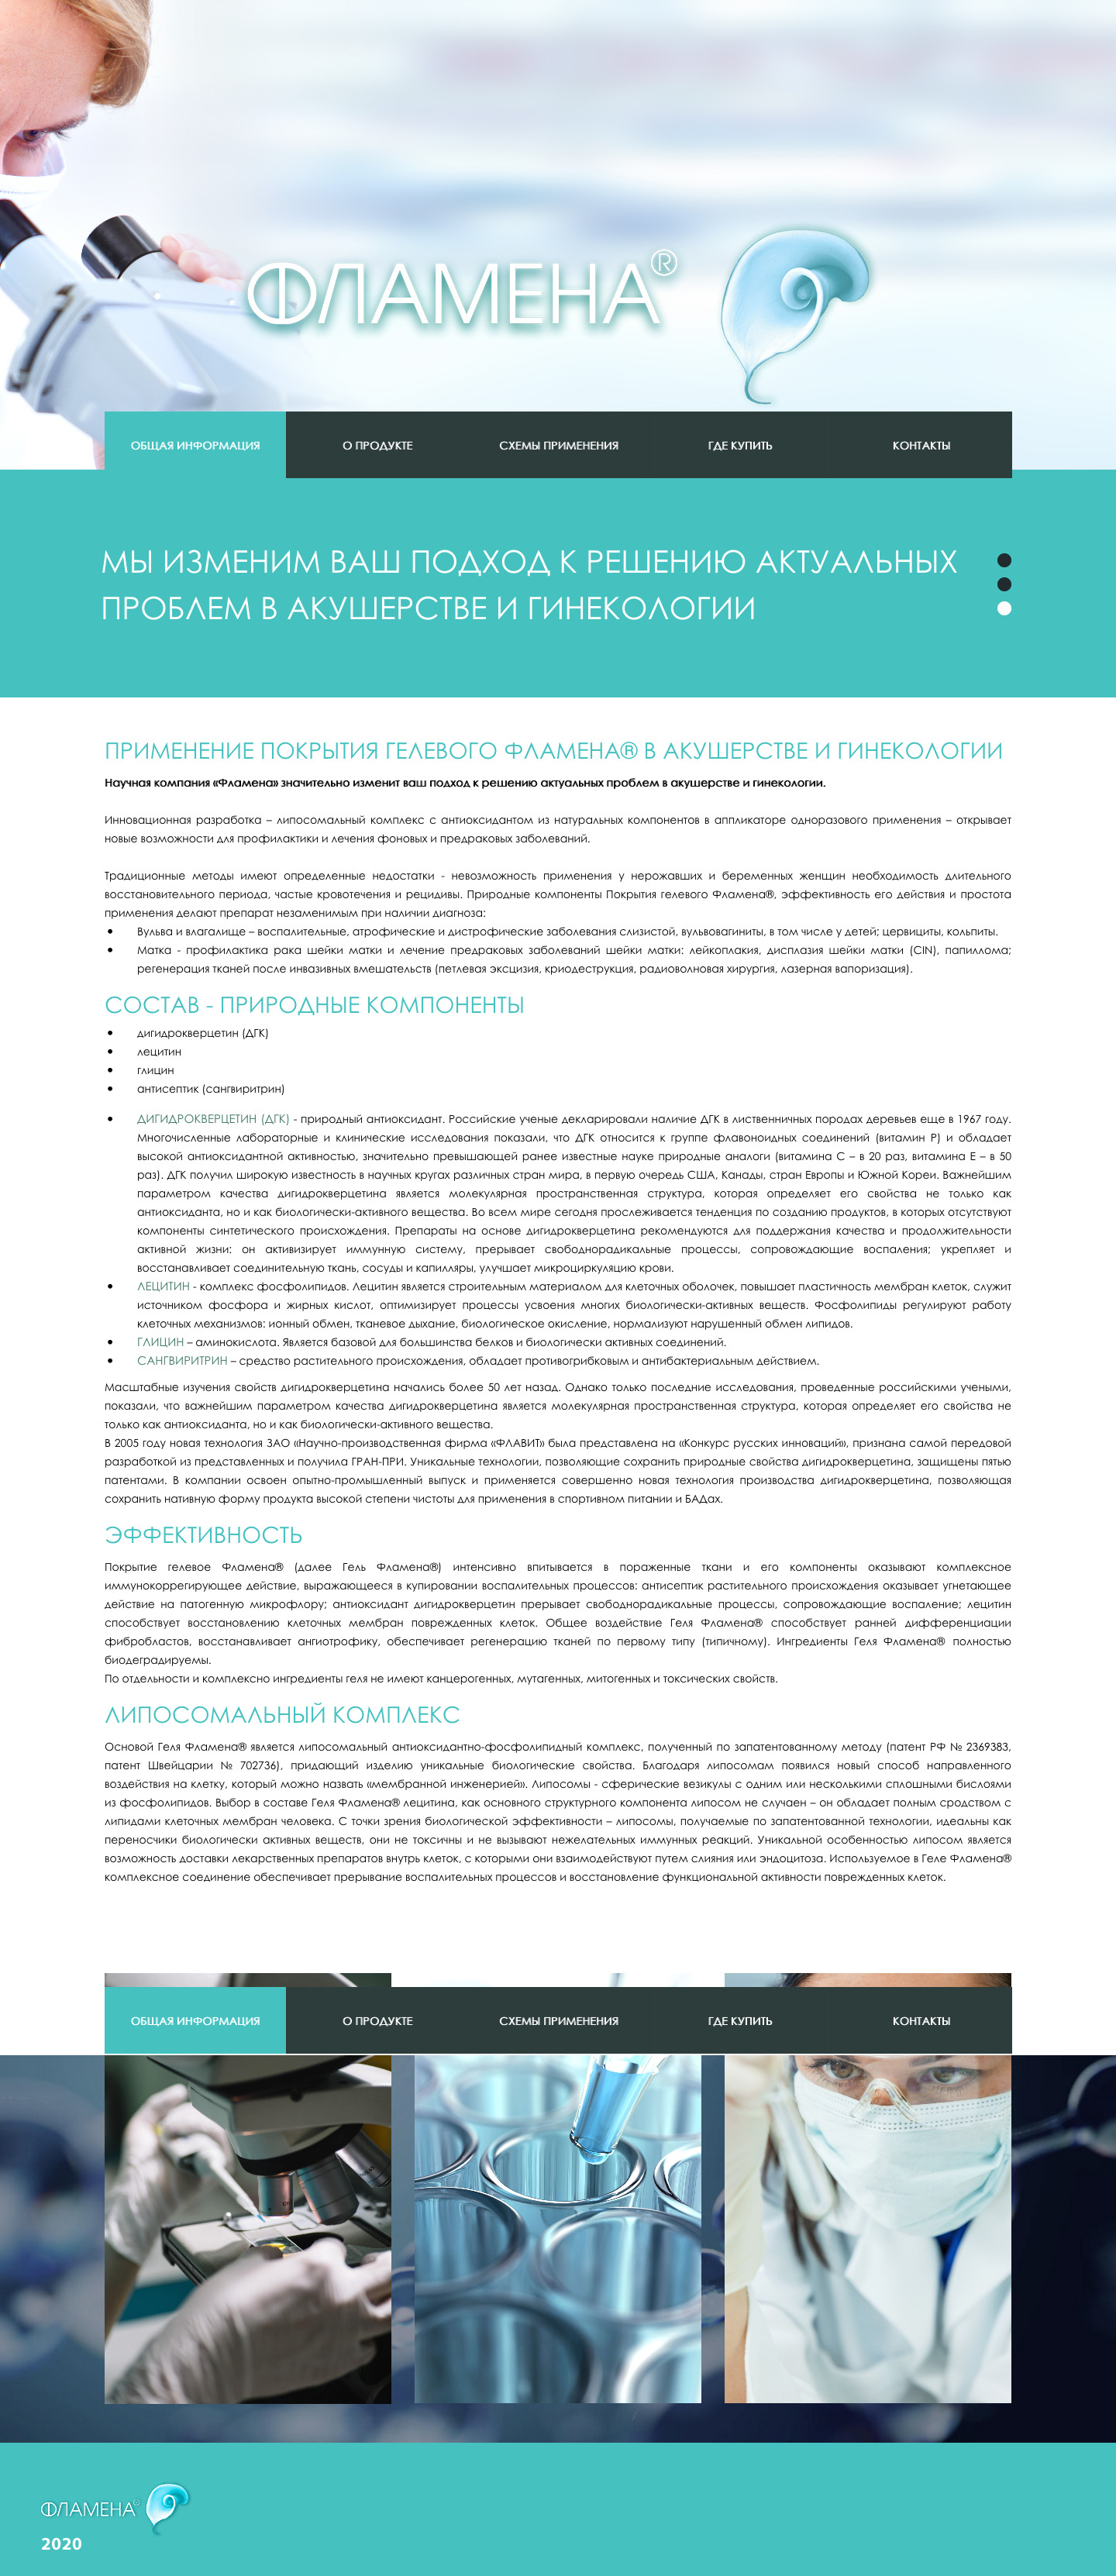 ФЛАМЕНА®
ОБЩАЯ ИНФОРМАЦИЯ О ПРОДУКТЕ СХЕМЫ ПРИМЕНЕНИЯ ГДЕ КУПИТЬ КОНТАКТЫ
МЫ ИЗМЕНИМ ВАШ ПОДХОД К РЕШЕНИЮ АКТУАЛЬНЫХ
ПРОБЛЕМ В АКУШЕРСТВЕ И ГИНЕКОЛОГИИ
ПРИМЕНЕНИЕ ПОКРЫТИЯ ГЕЛЕВОГО ФЛАМЕНА® В АКУШЕРСТВЕ И ГИНЕКОЛОГИИ
Научная компания «Фламена» значительно изменит ваш подход к решению актуальных проблем в акушерстве и гинекологии.
Инновационная разработка – липосомальный комплекс с антиоксидантом из натуральных компонентов в аппликаторе одноразового применения – открывает
новые возможности для профилактики и лечения фоновых и предраковых заболеваний.
Традиционные методы имеют определенные недостатки - невозможность применения у нерожавших и беременных женщин необходимость длительного
восстановительного периода, частые кровотечения и рецидивы. Природные компоненты Покрытия гелевого Фламена®, эффективность его действия и простота
применения делают препарат незаменимым при наличии диагноза:
• Вульва и влагалище – воспалительные, атрофические и дистрофические заболевания слизистой, вульвовагиниты, в том числе у детей; цервициты, кольпиты.
• Матка - профилактика рака шейки матки и лечение предраковых заболеваний шейки матки: лейкоплакия, дисплазия шейки матки (CIN), папиллома;
регенерация тканей после инвазивных вмешательств (петлевая эксцизия, криодеструкция, радиоволновая хирургия, лазерная вапоризация).
СОСТАВ - ПРИРОДНЫЕ КОМПОНЕНТЫ
• дигидрокверцетин (ДГК)
• лецитин
• глицин
• антисептик (сангвиритрин)
• ДИГИДРОКВЕРЦЕТИН (ДГК) - природный антиоксидант. Российские ученые декларировали наличие ДГК в лиственничных породах деревьев еще в 1967 году.
Многочисленные лабораторные и клинические исследования показали, что ДГК относится к группе флавоноидных соединений (витамин Р) и обладает
высокой антиоксидантной активностью, значительно превышающей ранее известные науке природные аналоги (витамина С – в 20 раз, витамина Е – в 50
раз). ДГК получил широкую известность в научных кругах различных стран мира, в первую очередь США, Канады, стран Европы и Южной Кореи. Важнейшим
параметром качества дигидрокверцетина является молекулярная пространственная структура, которая определяет его свойства не только как
антиоксиданта, но и как биологически-активного вещества. Во всем мире сегодня прослеживается тенденция по созданию продуктов, в которых отсутствуют
компоненты синтетического происхождения. Препараты на основе дигидрокверцетина рекомендуются для поддержания качества и продолжительности
активной жизни: он активизирует иммунную систему, прерывает свободнорадикальные процессы, сопровождающие воспаления; укрепляет и
восстанавливает соединительную ткань, сосуды и капилляры, улучшает микроциркуляцию крови.
• ЛЕЦИТИН - комплекс фосфолипидов. Лецитин является строительным материалом для клеточных оболочек, повышает пластичность мембран клеток, служит
источником фосфора и жирных кислот, оптимизирует процессы усвоения многих биологически-активных веществ. Фосфолипиды регулируют работу
клеточных механизмов: ионный обмен, тканевое дыхание, биологическое окисление, нормализуют нарушенный обмен липидов.
• ГЛИЦИН – аминокислота. Является базовой для большинства белков и биологически активных соединений.
• САНГВИРИТРИН – средство растительного происхождения, обладает противогрибковым и антибактериальным действием.
Масштабные изучения свойств дигидрокверцетина начались более 50 лет назад. Однако только последние исследования, проведенные российскими учеными,
показали, что важнейшим параметром качества дигидрокверцетина является молекулярная пространственная структура, которая определяет его свойства не
только как антиоксиданта, но и как биологически-активного вещества.
В 2005 году новая технология ЗАО «Научно-производственная фирма «ФЛАВИТ» была представлена на «Конкурс русских инноваций», признана самой передовой
разработкой из представленных и получила ГРАН-ПРИ. Уникальные технологии, позволяющие сохранить природные свойства дигидрокверцетина, защищены пятью
патентами. В компании освоен опытно-промышленный выпуск и применяется совершенно новая технология производства дигидрокверцетина, позволяющая
сохранить нативную форму продукта высокой степени чистоты для применения в спортивном питании и БАДах.
ЭФФЕКТИВНОСТЬ
Покрытие гелевое Фламена® (далее Гель Фламена®) интенсивно впитывается в пораженные ткани и его компоненты оказывают комплексное
иммунокоррегирующее действие, выражающееся в купировании воспалительных процессов: антисептик растительного происхождения оказывает угнетающее
действие на патогенную микрофлору; антиоксидант дигидрокверцетин прерывает свободнорадикальные процессы, сопровождающие воспаление; лецитин
способствует восстановлению клеточных мембран поврежденных клеток. Общее воздействие Геля Фламена® способствует ранней дифференциации
фибробластов, восстанавливает ангиотрофику, обеспечивает регенерацию тканей по первому типу (типичному). Ингредиенты Геля Фламена® полностью
биодеградируемы.
По отдельности и комплексно ингредиенты геля не имеют канцерогенных, мутагенных, митогенных и токсических свойств.
ЛИПОСОМАЛЬНЫЙ КОМПЛЕКС
Основой Геля Фламена® является липосомальный антиоксидантно-фосфолипидный комплекс, полученный по запатентованному методу (патент РФ № 2369383,
патент Швейцарии № 702736), придающий изделию уникальные биологические свойства. Благодаря липосомам появился новый способ направленного
воздействия на клетку, который можно назвать «мембранной инженерией». Липосомы - сферические везикулы с одним или несколькими сплошными бислоями
из фосфолипидов. Выбор в составе Геля Фламена® лецитина, как основного структурного компонента липосом не случаен – он обладает полным сродством с
липидами клеточных мембран человека. С точки зрения биологической эффективности – липосомы, получаемые по запатентованной технологии, идеальны как
переносчики биологически активных веществ, они не токсичны и не вызывают нежелательных иммунных реакций. Уникальной особенностью липосом является
возможность доставки лекарственных препаратов внутрь клеток, с которыми они взаимодействуют путем слияния или эндоцитоза. Используемое в Геле Фламена®
комплексное соединение обеспечивает прерывание воспалительных процессов и восстановление функциональной активности поврежденных клеток.
ОБЩАЯ ИНФОРМАЦИЯ О ПРОДУКТЕ СХЕМЫ ПРИМЕНЕНИЯ ГДЕ КУПИТЬ КОНТАКТЫ
ФЛАМЕНА®
2020